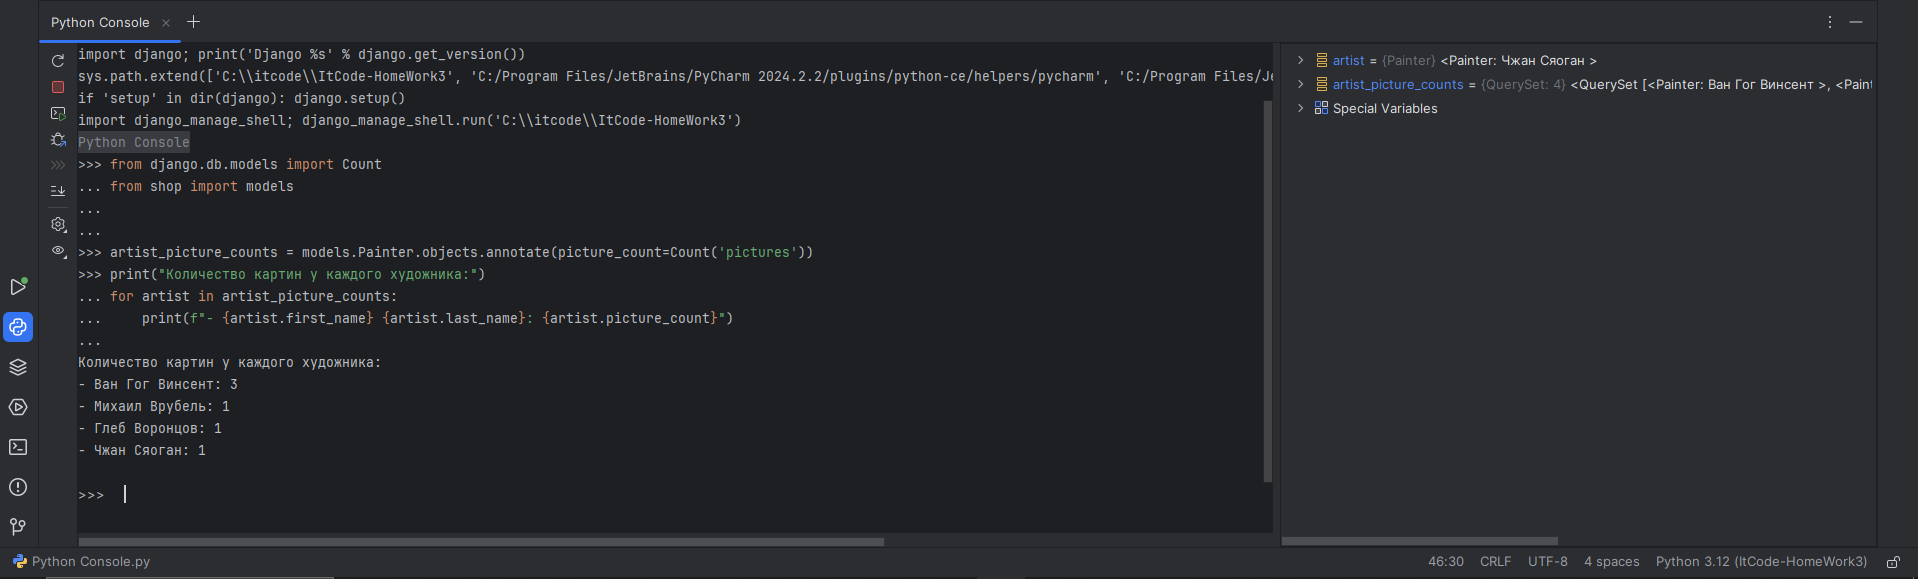 Python Console
import django; print('Django %s' % django.get_version())
sys.path.extend(['C:\\itcode\\ItCode-HomeWork3', 'C:/Program Files/JetBrains/PyCharm 2024.2.2/plugins/python-ce/helpers/pycharm', 'C:/Program Files/Je
if 'setup' in dir(django): django.setup()
import django_manage_shell; django_manage_shell.run('C:\\itcode\\ItCode-HomeWork3')
Python Console
>>> from django.db.models import Count
... from shop import models
...
...
>>> artist_picture_counts = models.Painter.objects.annotate(picture_count=Count('pictures'))
>>> print("Количество картин у каждого художника:")
... for artist in artist_picture_counts:
...     print(f"- {artist.first_name} {artist.last_name}: {artist.picture_count}")
...
Количество картин у каждого художника:
- Ван Гог Винсент: 3
- Михаил Врубель: 1
- Глеб Воронцов: 1
- Чжан Сяоган: 1
>>>
artist = {Painter} <Painter: Чжан Сяоган >
artist_picture_counts = {QuerySet: 4} <QuerySet [<Painter: Ван Гог Винсент >, <Paint
Special Variables
Python Console.py
46:30 CRLF UTF-8 4 spaces Python 3.12 (ItCode-HomeWork3)